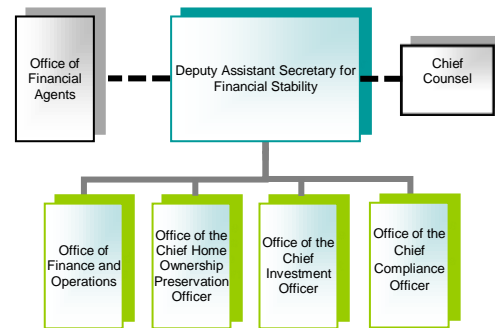 Office of
Financial
Agents
Deputy Assistant Secretary for
Financial Stability
Chief
Counsel
Office of
Finance and
Operations
Office of
the Chief Home
Ownership
Preservation
Officer
Office of the
Chief
Investment
Officer
Office of the
Chief
Compliance
Officer